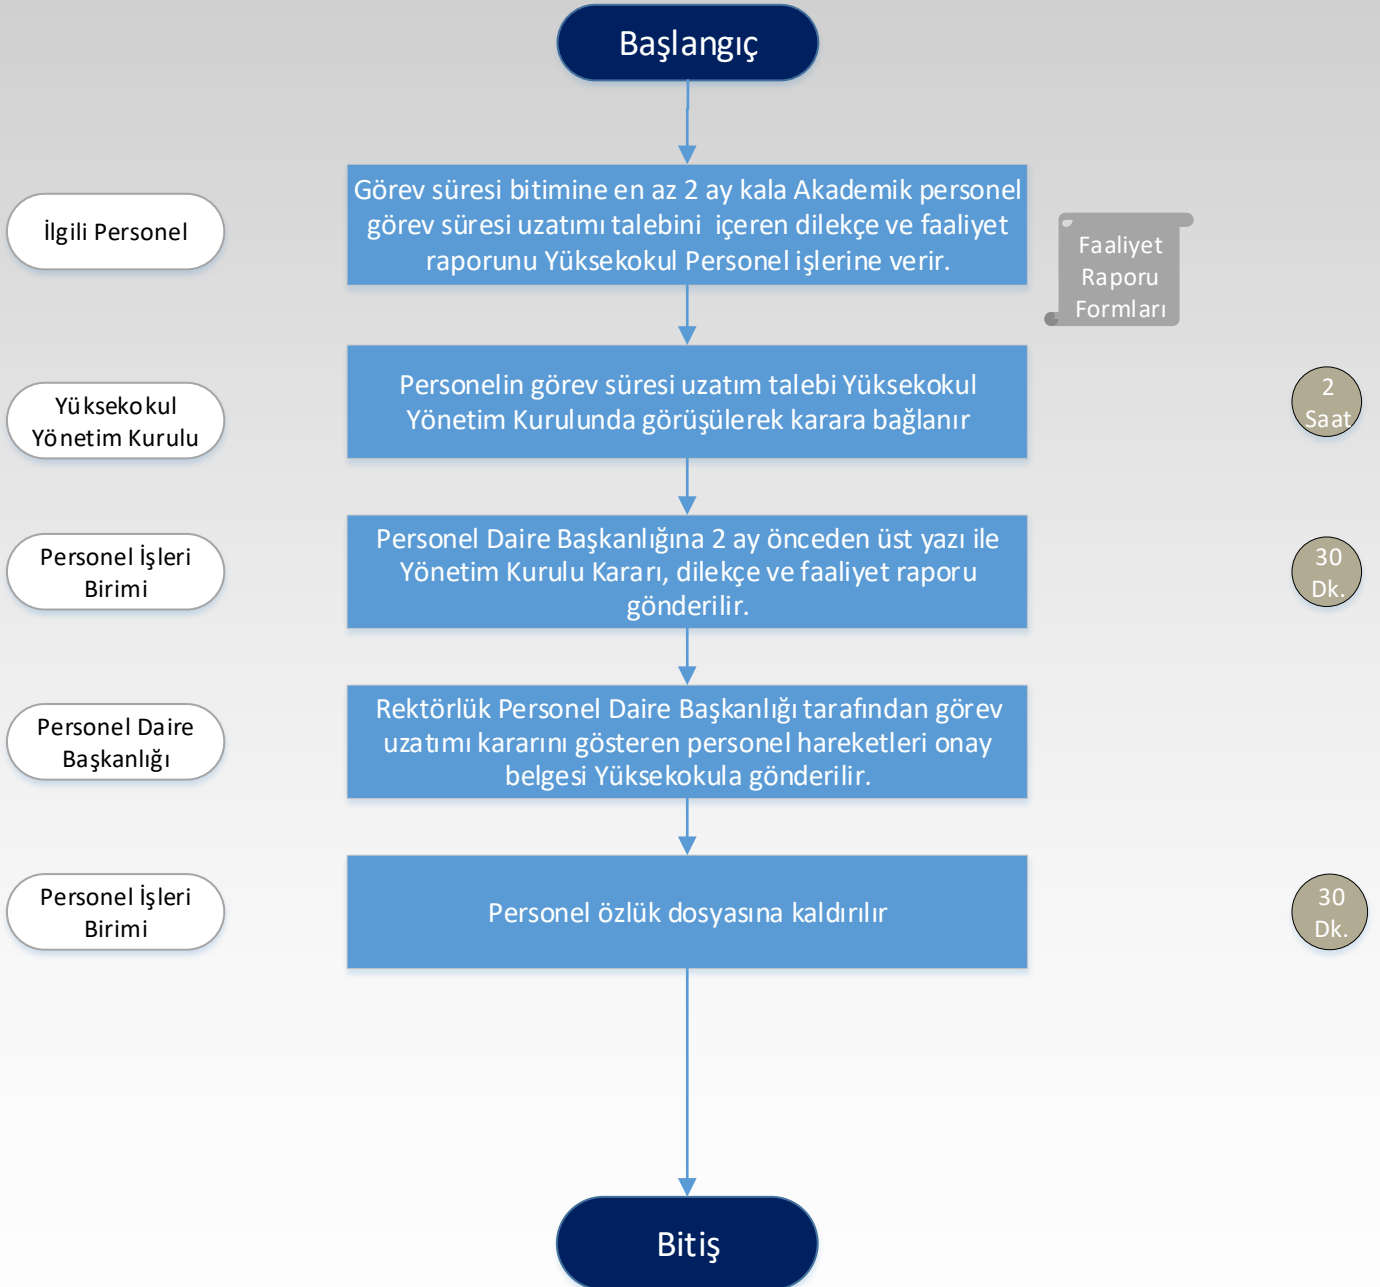 Başlangıç
İlgili Personel
Görev süresi bitimine en az 2 ay kala Akademik personel
görev süresi uzatımı talebini içeren dilekçe ve faaliyet
raporunu Yüksekokul Personel işlerine verir.
Faaliyet
Raporu
Formları
Yüksekokul
Yönetim Kurulu
Personelin görev süresi uzatım talebi Yüksekokul
Yönetim Kurulunda görüşülerek karara bağlanır
2
Saat
Personel İşleri
Birimi
Personel Daire Başkanlığına 2 ay önceden üst yazı ile
Yönetim Kurulu Kararı, dilekçe ve faaliyet raporu
gönderilir.
30
Dk.
Personel Daire
Başkanlığı
Rektörlük Personel Daire Başkanlığı tarafından görev
uzatımı kararını gösteren personel hareketleri onay
belgesi Yüksekokula gönderilir.
Personel İşleri
Birimi
Personel özlük dosyasına kaldırılır
30
Dk.
Bitiş